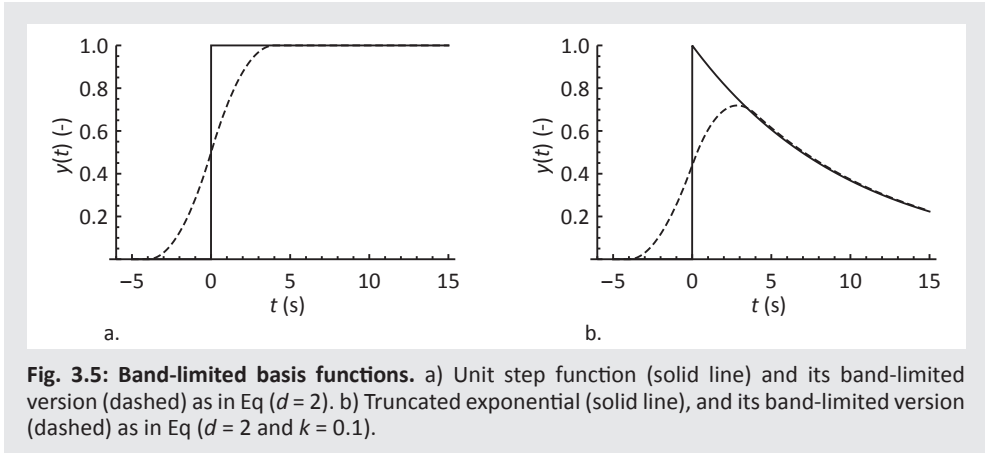 1.0
0.8
0.6
0.4
0.2
y(t) (-)
−5 0 5 10 15
t (s)
a.
1.0
0.8
0.6
0.4
0.2
y(t) (-)
−5 0 5 10 15
t (s)
b.
Fig. 3.5: Band-limited basis functions. a) Unit step function (solid line) and its band-limited
version (dashed) as in Eq (d = 2). b) Truncated exponential (solid line), and its band-limited version
(dashed) as in Eq (d = 2 and k = 0.1).